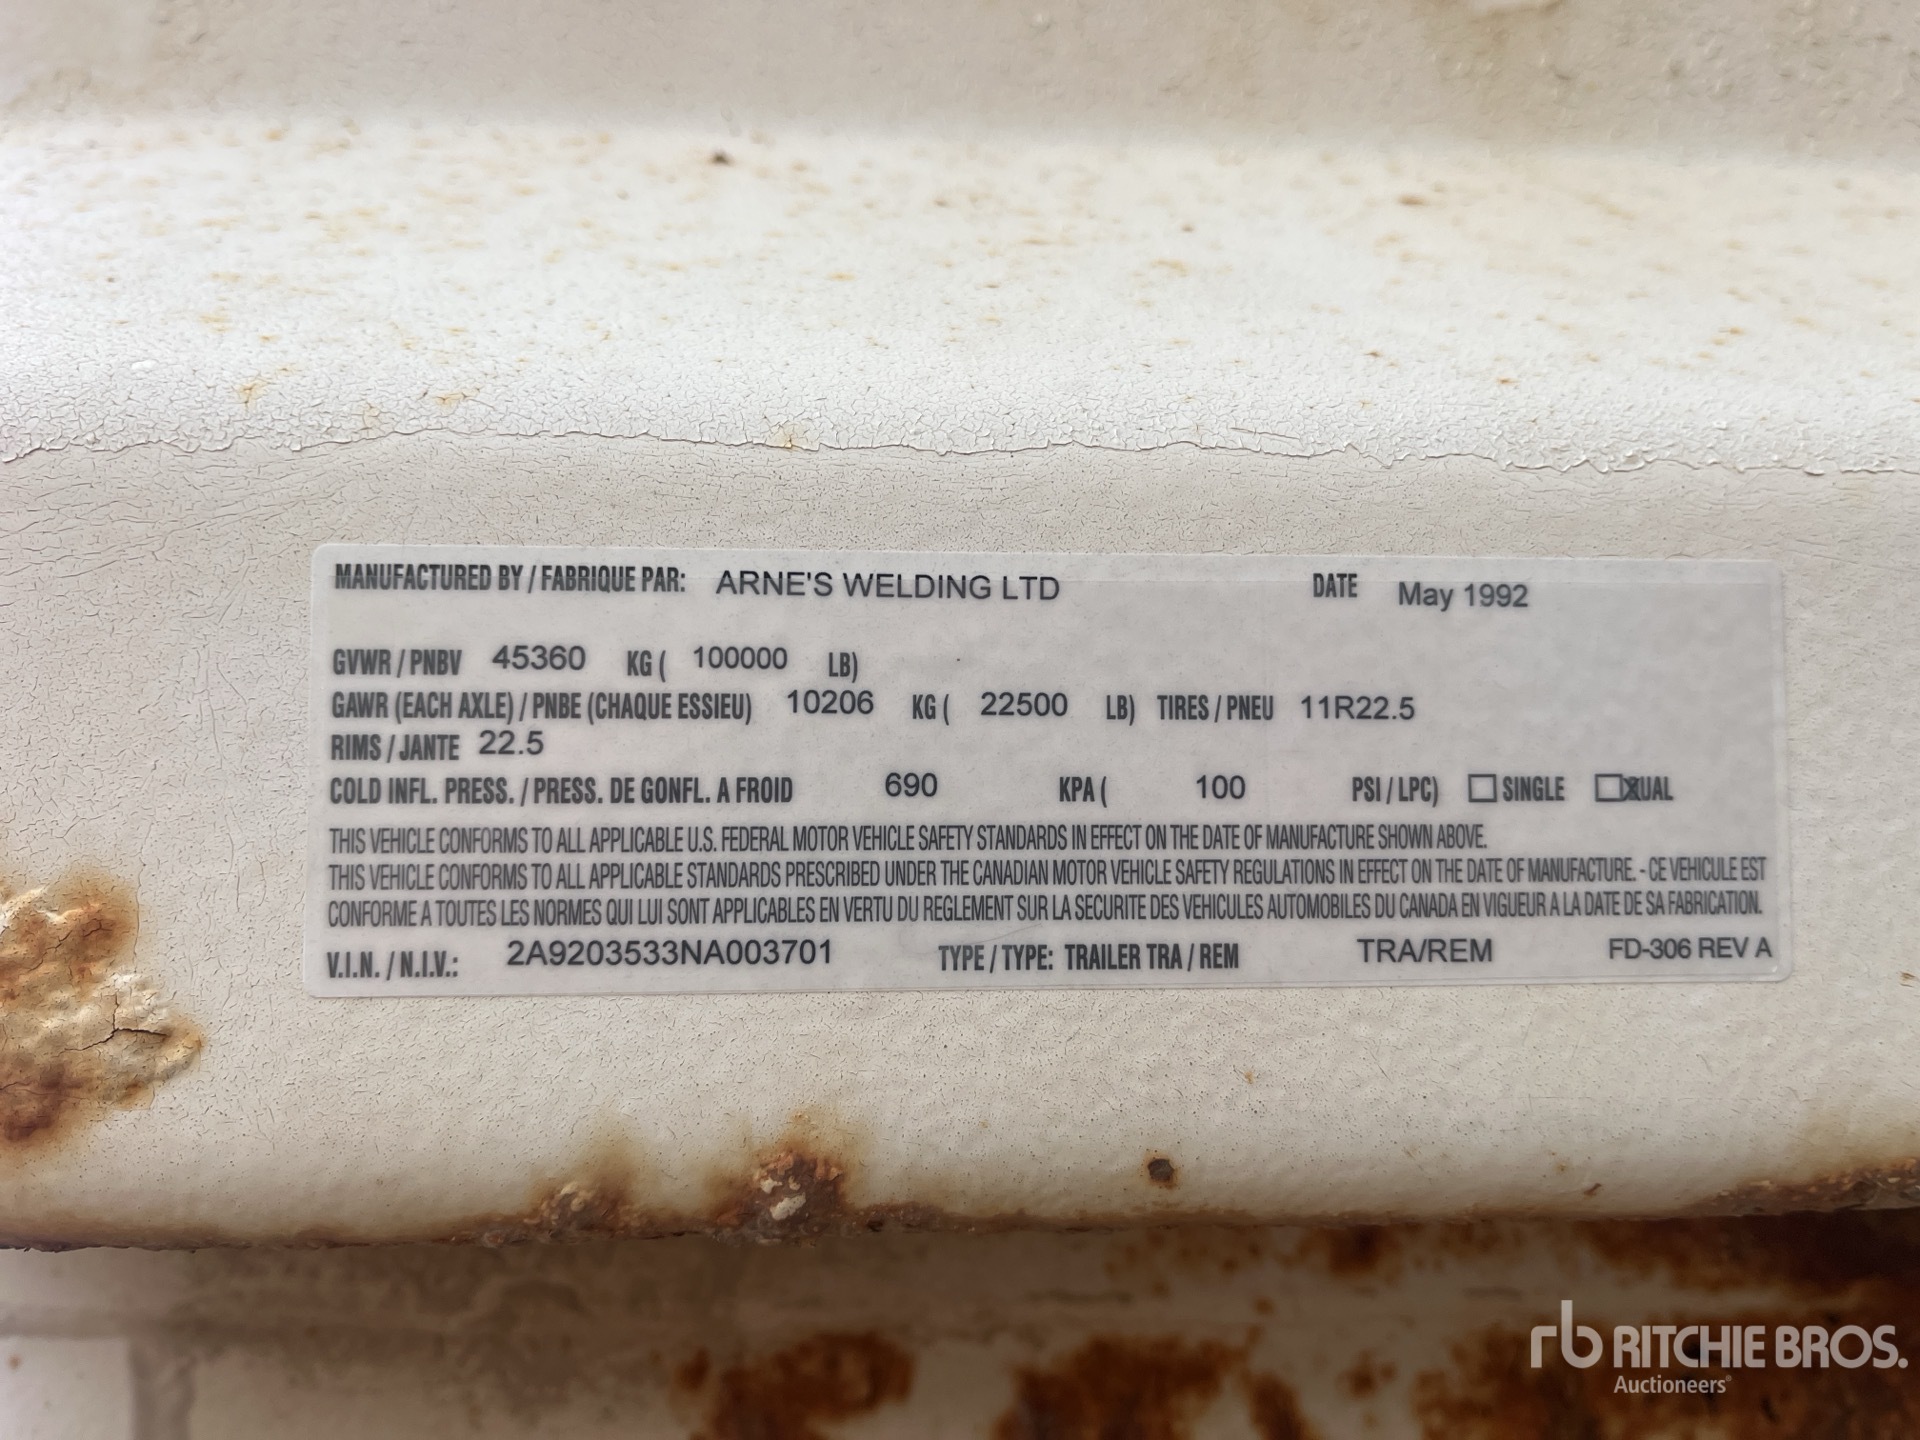 MANUFACTURED BY / FABRIQUE PAR: ARNE'S WELDING LTD DATE May 1992
GVWR / PNBV 45360 KG ( 100000 LB)
GAWR (EACH AXLE) / PNBE (CHAQUE ESSIEU) 10206 KG ( 22500 LB) TIRES / PNEU 11R22.5
RIMS / JANTE 22.5
COLD INFL. PRESS. / PRESS. DE GONFL. A FROID 690 KPA ( 100 PSI / LPC) ☐ SINGLE ☐ XUAL
THIS VEHICLE CONFORMS TO ALL APPLICABLE U.S. FEDERAL MOTOR VEHICLE SAFETY STANDARDS IN EFFECT ON THE DATE OF MANUFACTURE SHOWN ABOVE.
THIS VEHICLE CONFORMS TO ALL APPLICABLE STANDARDS PRESCRIBED UNDER THE CANADIAN MOTOR VEHICLE SAFETY REGULATIONS IN EFFECT ON THE DATE OF MANUFACTURE. - CE VEHICULE EST
CONFORME A TOUTES LES NORMES QUI LUI SONT APPLICABLES EN VERTU DU REGLEMENT SUR LA SECURITE DES VEHICULES AUTOMOBILES DU CANADA EN VIGUEUR A LA DATE DE SA FABRICATION.
V.I.N. / N.I.V.: 2A9203533NA003701 TYPE / TYPE: TRAILER TRA / REM TRA/REM FD-306 REV A
rb RITCHIE BROS.
Auctioneers